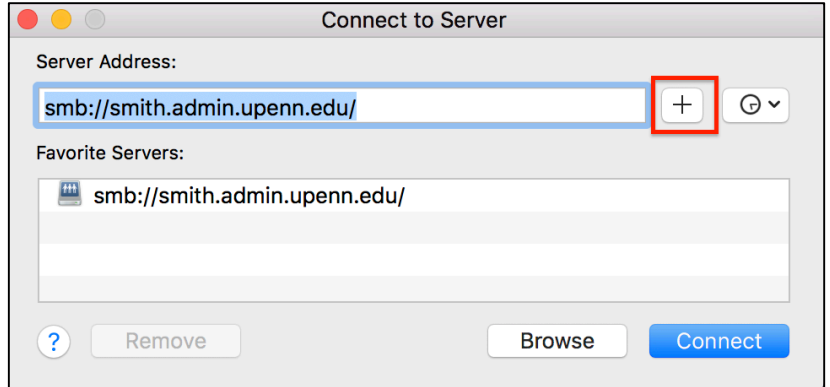 Connect to Server
Server Address:
smb://smith.admin.upenn.edu/
+
Favorite Servers:
smb://smith.admin.upenn.edu/
? Remove Browse Connect